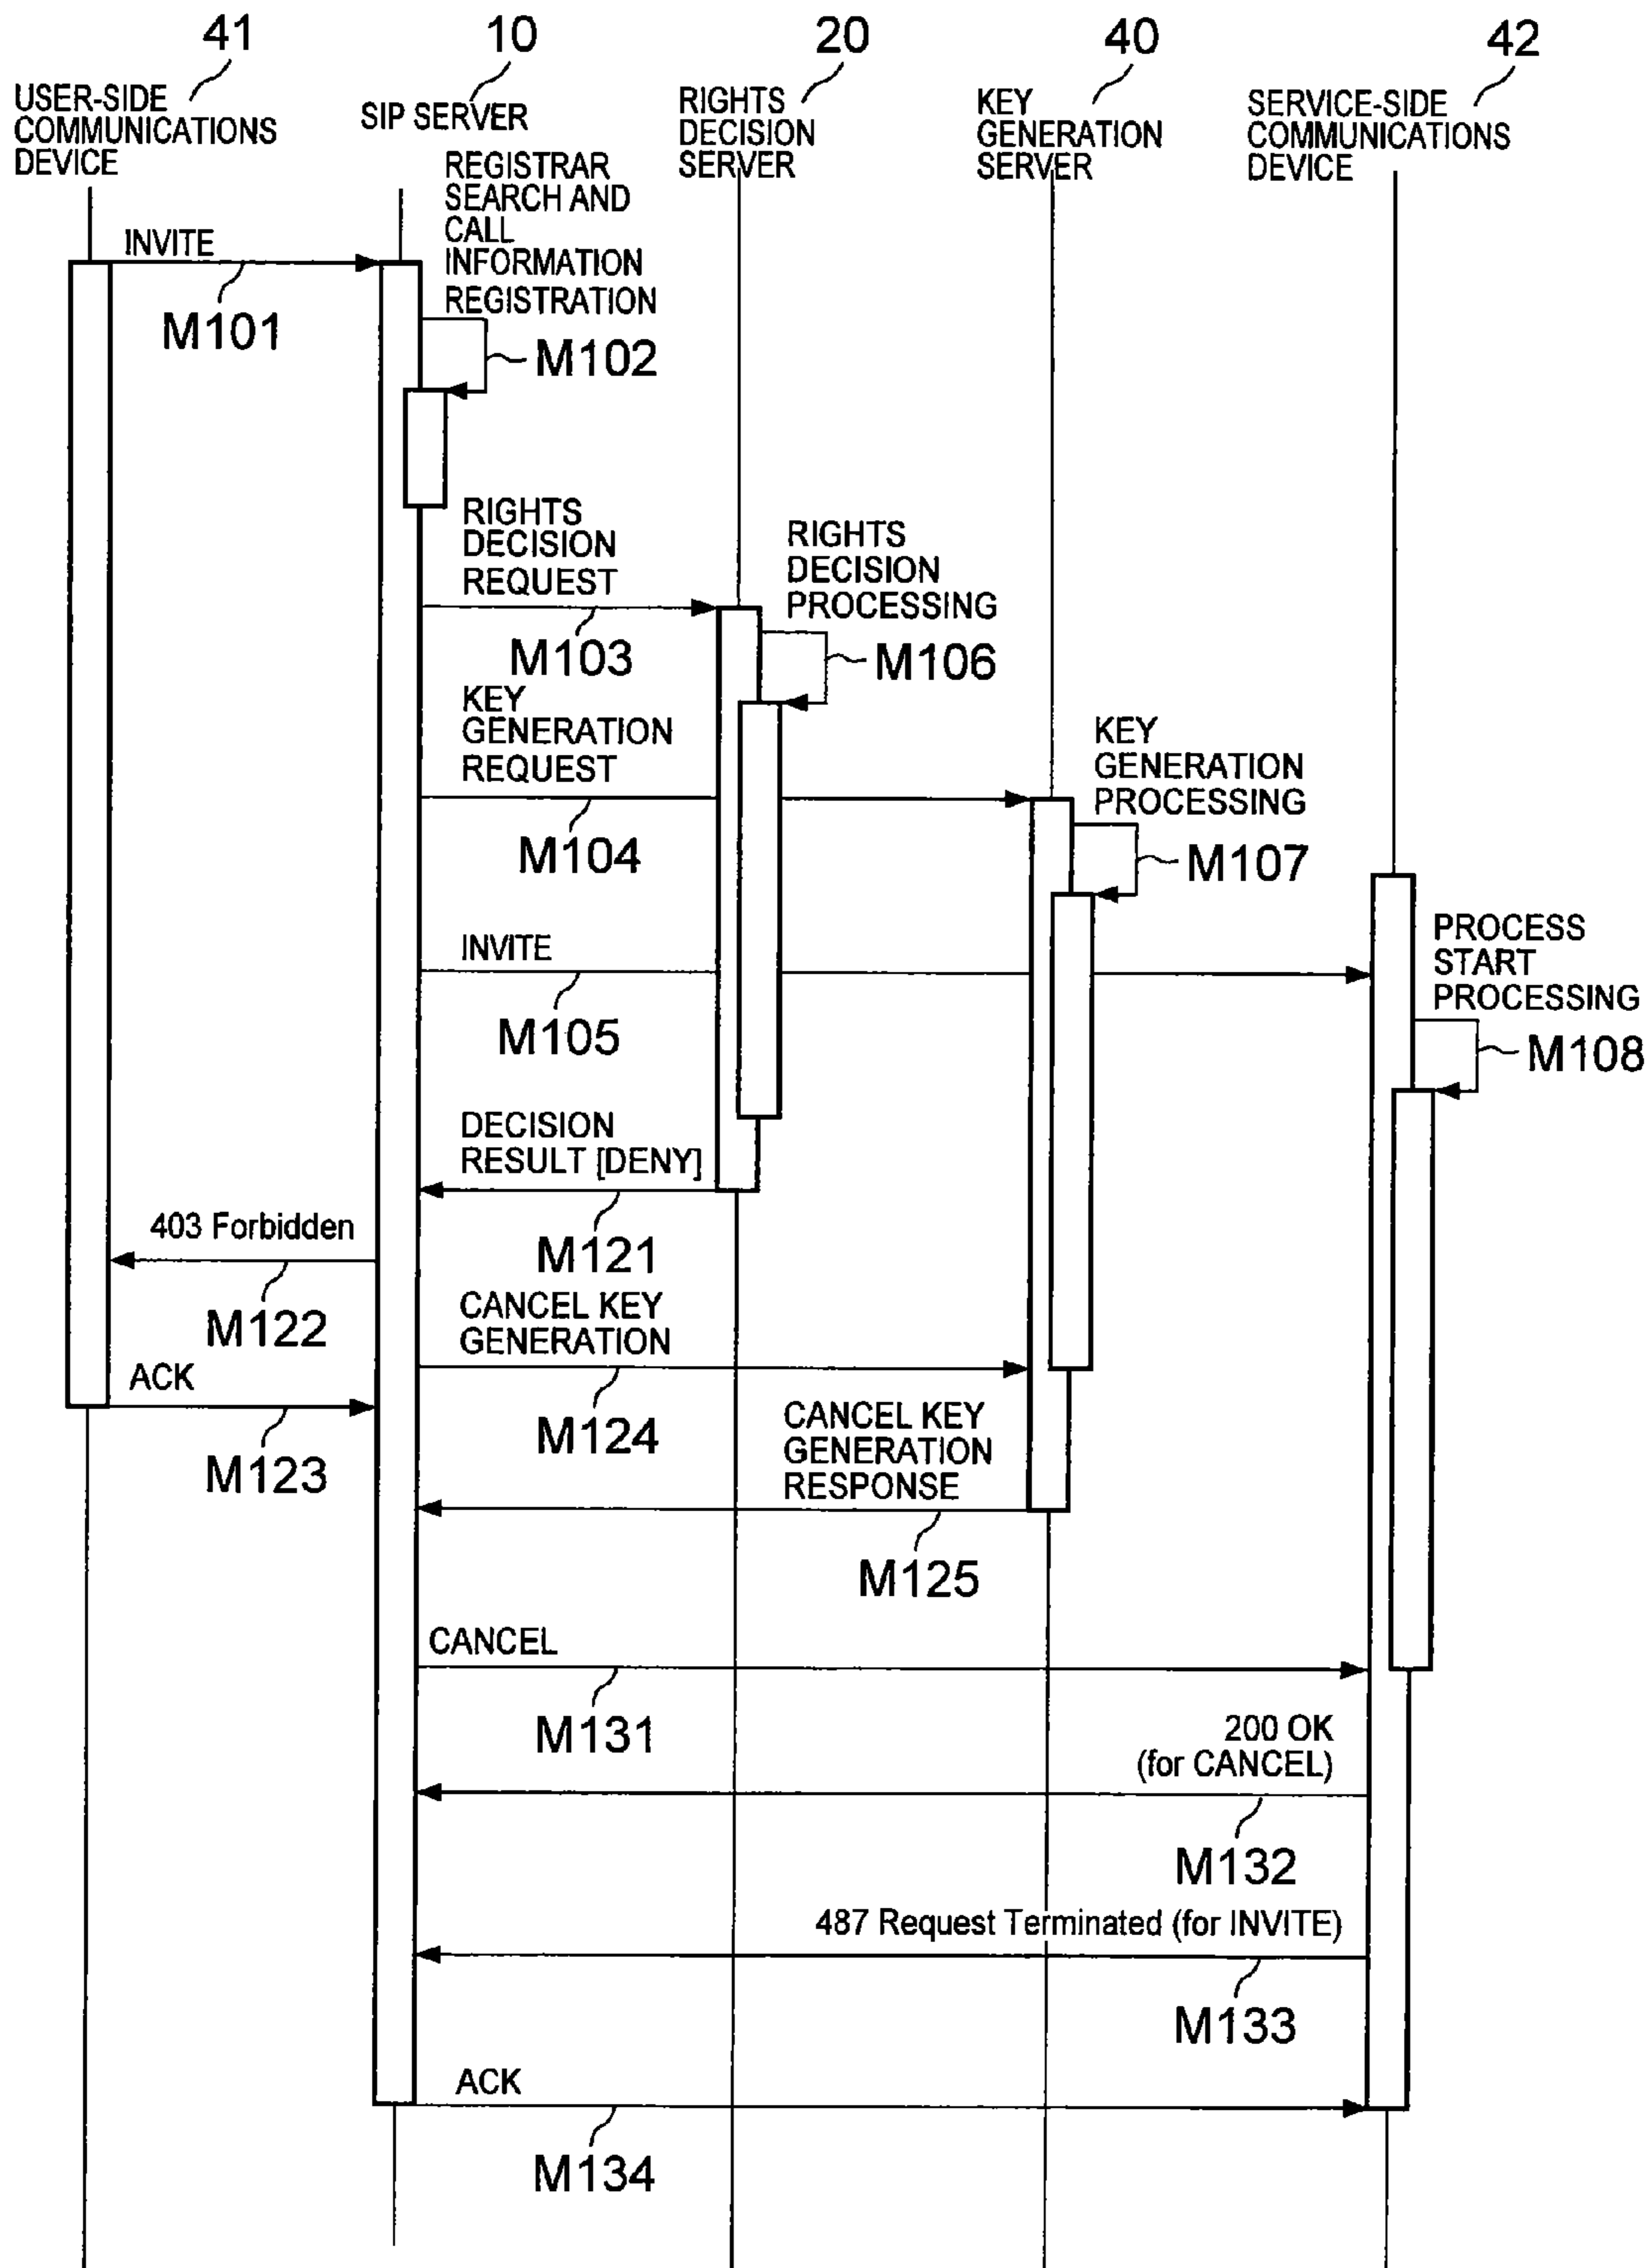 41
10
20
40
42
USER-SIDE
COMMUNICATIONS
DEVICE
SIP SERVER
RIGHTS
DECISION
SERVER
KEY
GENERATION
SERVER
SERVICE-SIDE
COMMUNICATIONS
DEVICE
REGISTRAR
SEARCH AND
CALL
INFORMATION
REGISTRATION
INVITE
M101
M102
RIGHTS
DECISION
REQUEST
M103
RIGHTS
DECISION
PROCESSING
M106
KEY
GENERATION
REQUEST
M104
KEY
GENERATION
PROCESSING
M107
INVITE
M105
PROCESS
START
PROCESSING
M108
DECISION
RESULT [DENY]
M121
403 Forbidden
M122
CANCEL KEY
GENERATION
M124
ACK
M123
CANCEL KEY
GENERATION
RESPONSE
M125
CANCEL
M131
200 OK
(for CANCEL)
M132
487 Request Terminated (for INVITE)
M133
ACK
M134